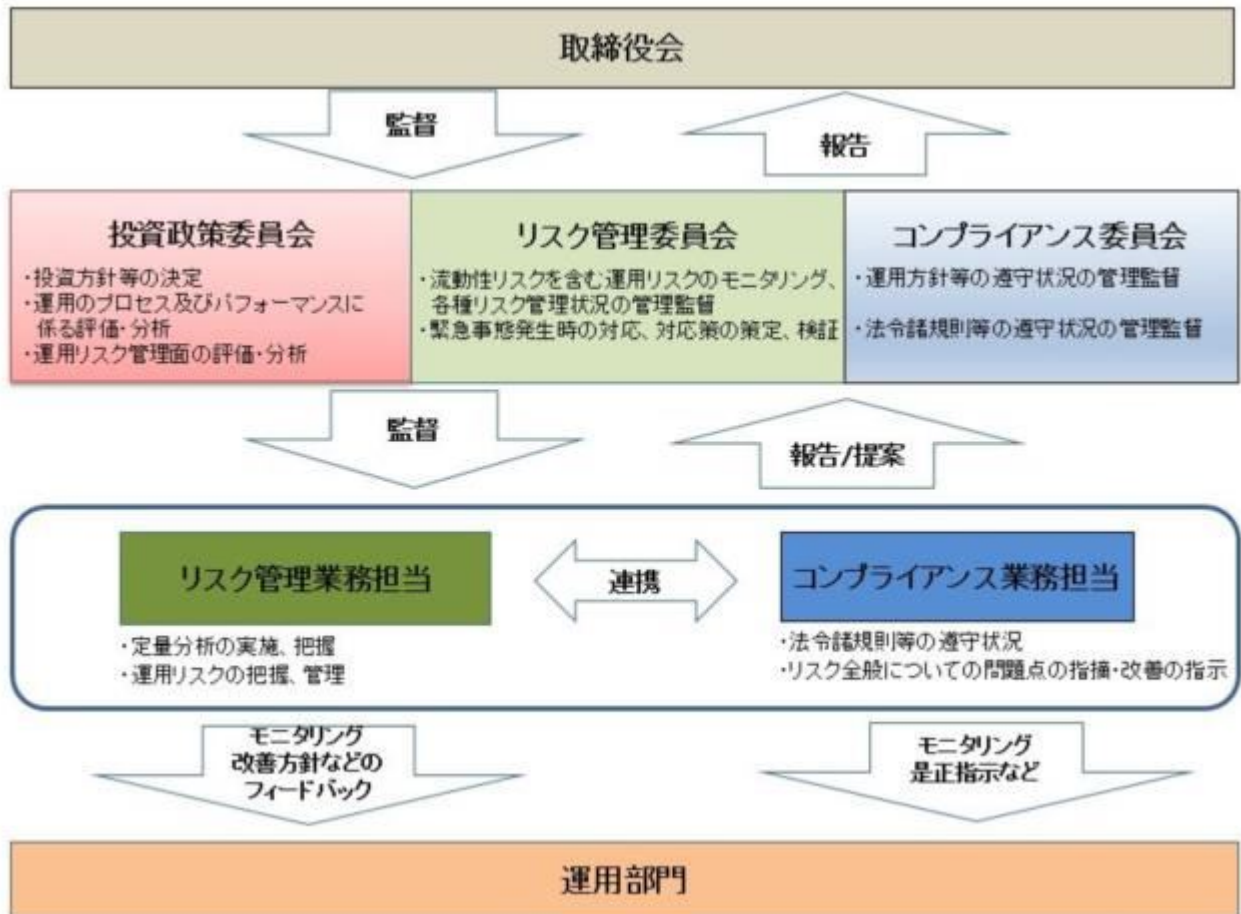 取締役会
監督
報告
投資政策委員会
・投資方針等の決定
・運用のプロセス及びパフォーマンスに
係る評価・分析
・運用リスク管理面の評価・分析
リスク管理委員会
・流動性リスクを含む運用リスクのモニタリング、
各種リスク管理状況の管理監督
・緊急事態発生時の対応、対応策の策定、検証
コンプライアンス委員会
・運用方針等の遵守状況の管理監督
・法令諸規則等の遵守状況の管理監督
監督
報告/提案
リスク管理業務担当
・定量分析の実施、把握
・運用リスクの把握、管理
連携
コンプライアンス業務担当
・法令諸規則等の遵守状況
・リスク全般についての問題点の指摘・改善の指示
モニタリング
改善方針などの
フィードバック
モニタリング
是正指示など
運用部門